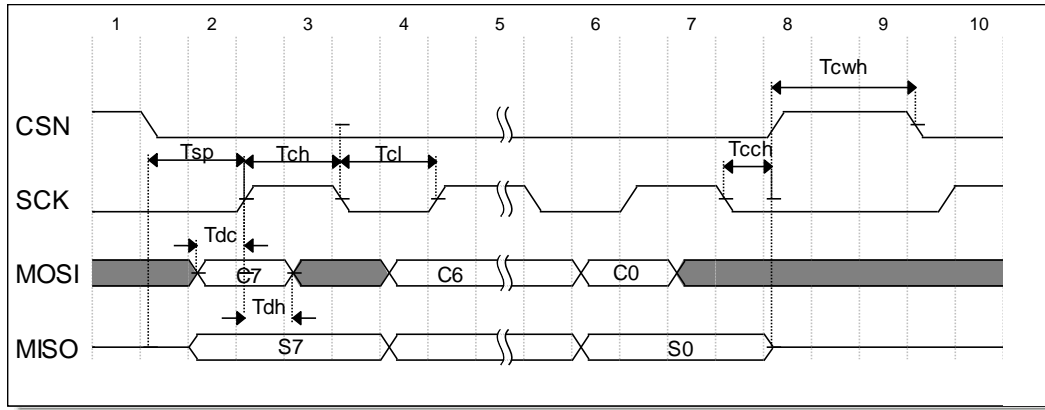 1 2 3 4 5 6 7 8 9 10
Tcwh
CSN
Tsp Tch Tcl Tcch
SCK
Tdc
MOSI C7 C6 C0
Tdh
MISO S7 S0